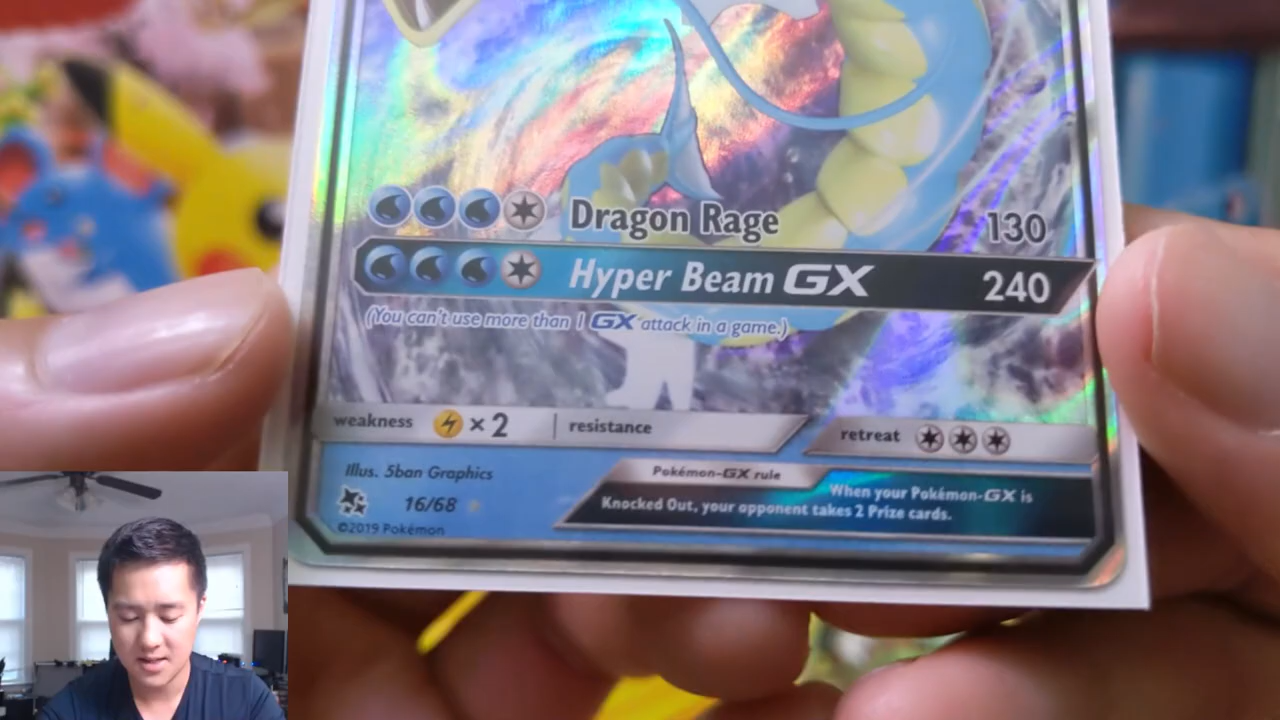 Dragon Rage 130
Hyper Beam GX 240
(You can't use more than 1 GX attack in a game.)
weakness ×2 resistance retreat
Illus. 5ban Graphics
Pokémon-GX rule
16/68
When your Pokémon-GX is
Knocked Out, your opponent takes 2 Prize cards.
©2019 Pokémon